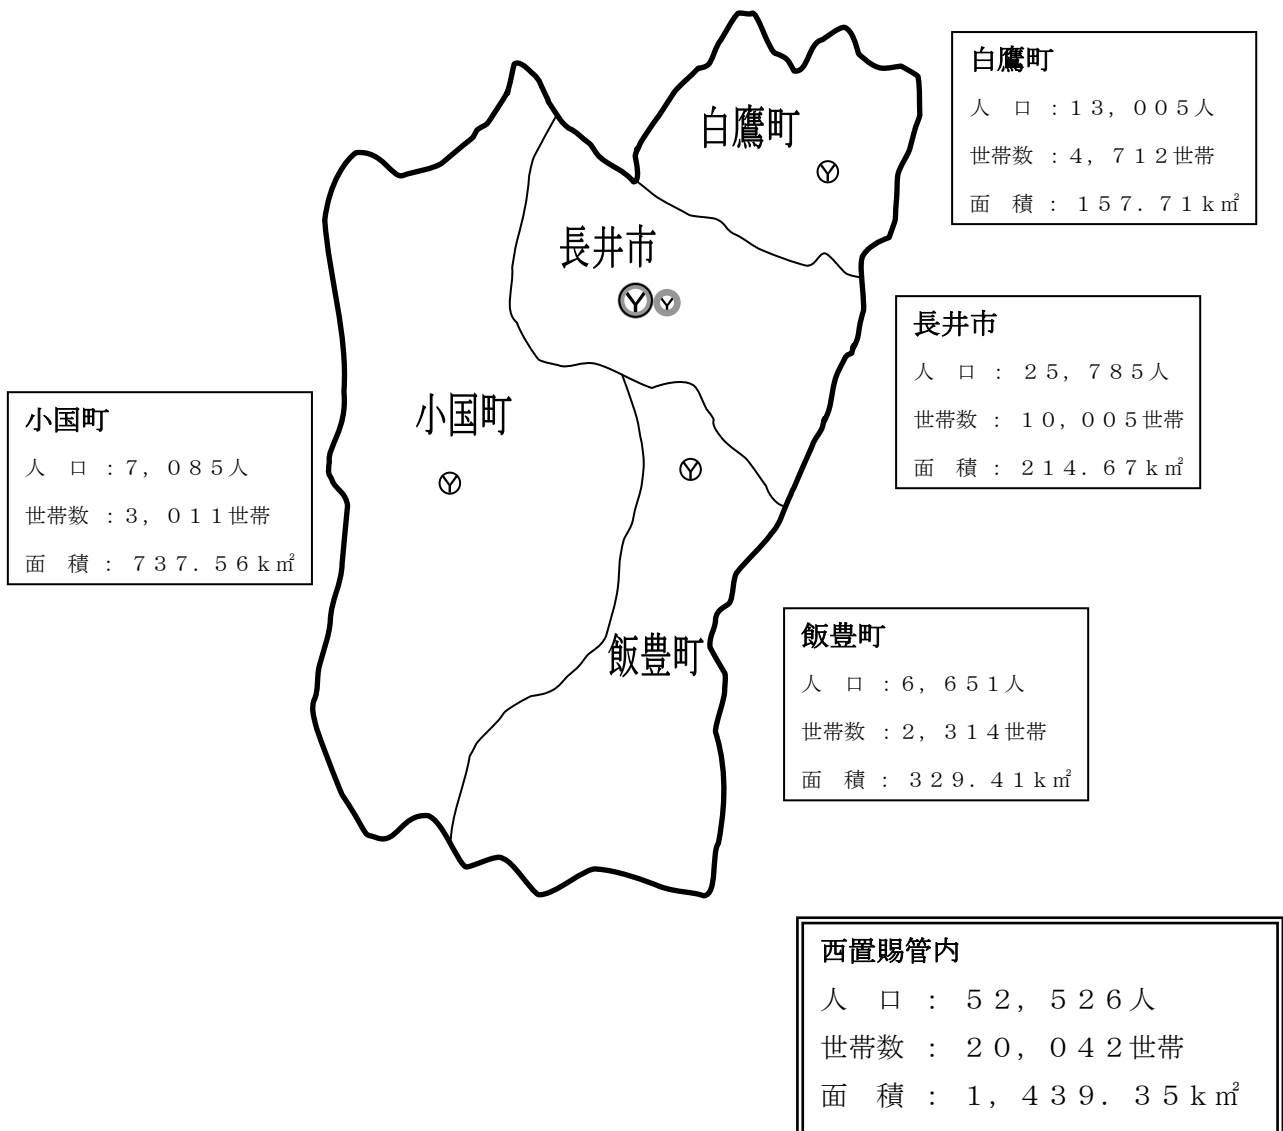 白鷹町
人　口 ：１３，００５人
世帯数 ：４，７１２世帯
面　積 ： １５７．７１ｋ㎡
白鷹町
長井市
長井市
人　口 ： ２５，７８５人
世帯数 ： １０，００５世帯
面　積 ： ２１４．６７ｋ㎡
小国町
人　口 ：７，０８５人
世帯数 ：３，０１１世帯
面　積 ： ７３７．５６ｋ㎡
小国町
飯豊町
飯豊町
人　口 ：６，６５１人
世帯数 ：２，３１４世帯
面　積 ： ３２９．４１ｋ㎡
西置賜管内
人　口 ： ５２，５２６人
世帯数 ： ２０，０４２世帯
面　積 ： １，４３９．３５ｋ㎡